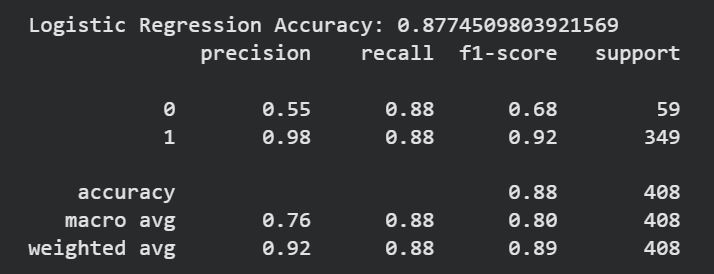 Logistic Regression Accuracy: 0.8774509803921569
precision recall f1-score support
0 0.55 0.88 0.68 59
1 0.98 0.88 0.92 349
accuracy 0.88 408
macro avg 0.76 0.88 0.80 408
weighted avg 0.92 0.88 0.89 408